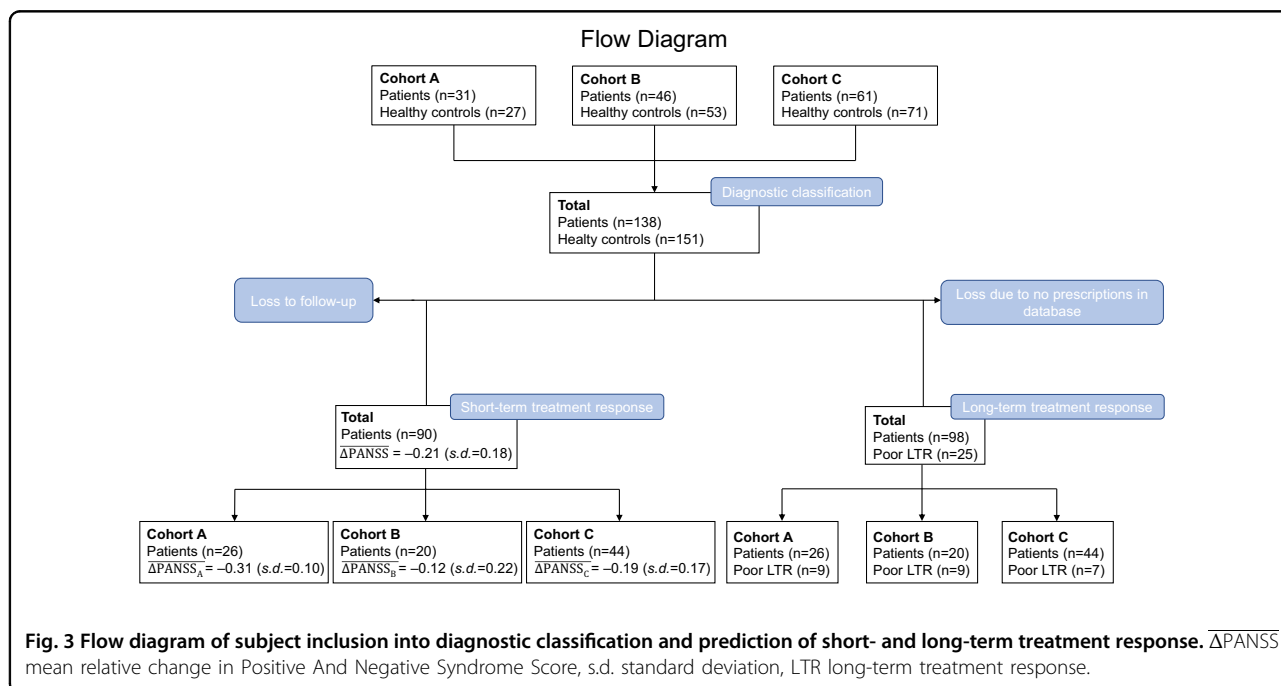 Flow Diagram
Cohort A
Patients (n=31)
Healthy controls (n=27)
Cohort B
Patients (n=46)
Healthy controls (n=53)
Cohort C
Patients (n=61)
Healthy controls (n=71)
Diagnostic classification
Total
Patients (n=138)
Healty controls (n=151)
Loss to follow-up
Loss due to no prescriptions in
database
Short-term treatment response
Total
Patients (n=90)
ΔPANSS = –0.21 (s.d.=0.18)
Long-term treatment response
Total
Patients (n=98)
Poor LTR (n=25)
Cohort A
Patients (n=26)
ΔPANSS_A = –0.31 (s.d.=0.10)
Cohort B
Patients (n=20)
ΔPANSS_B = –0.12 (s.d.=0.22)
Cohort C
Patients (n=44)
ΔPANSS_C = –0.19 (s.d.=0.17)
Cohort A
Patients (n=26)
Poor LTR (n=9)
Cohort B
Patients (n=20)
Poor LTR (n=9)
Cohort C
Patients (n=44)
Poor LTR (n=7)
Fig. 3 Flow diagram of subject inclusion into diagnostic classification and prediction of short- and long-term treatment response. ΔPANSS
mean relative change in Positive And Negative Syndrome Score, s.d. standard deviation, LTR long-term treatment response.